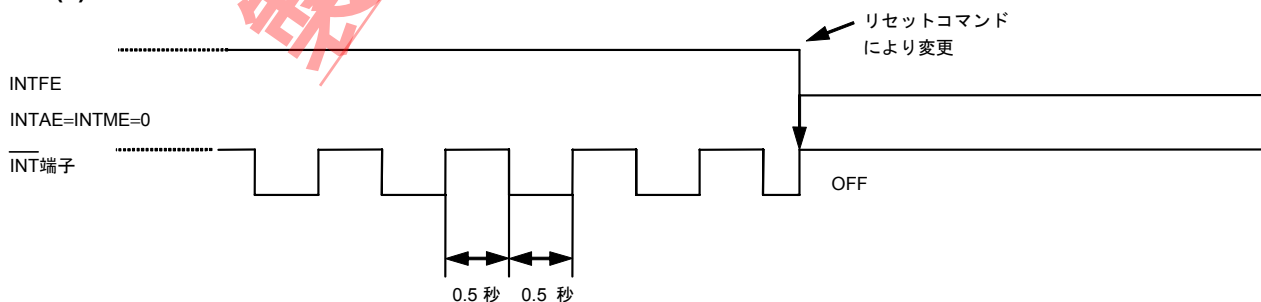 リセットコマンド
により変更
INTFE
INTAE=INTME=0
INT端子
OFF
0.5 秒 0.5 秒